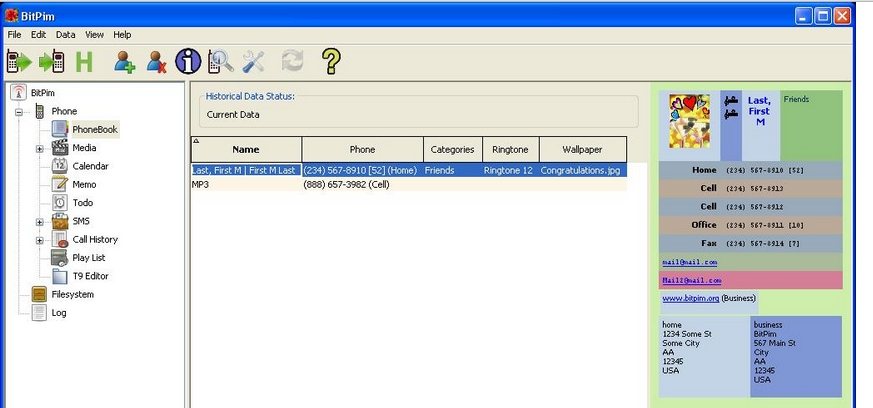 BitPim
File Edit Data View Help
BitPim
Phone
PhoneBook
Media
Calendar
Memo
Todo
SMS
Call History
Play List
T9 Editor
Filesystem
Log
Historical Data Status:
Current Data
Name Phone Categories Ringtone Wallpaper
Last, First M | First M Last (234) 567-8910 [52] (Home) Friends Ringtone 12 Congratulations.jpg
MP3 (888) 657-3982 (Cell)
Last,
First
M
Friends
Home (234) 567-8910 [52]
Cell (234) 567-8913
Cell (234) 567-8912
Office (234) 567-8911 [10]
Fax (234) 567-8914 [7]
mail@mail.com
Mail2@mail.com
www.bitpim.org (Business)
home
1234 Some St
Some City
AA
12345
USA
business
BitPim
567 Main St
City
AA
12345
USA